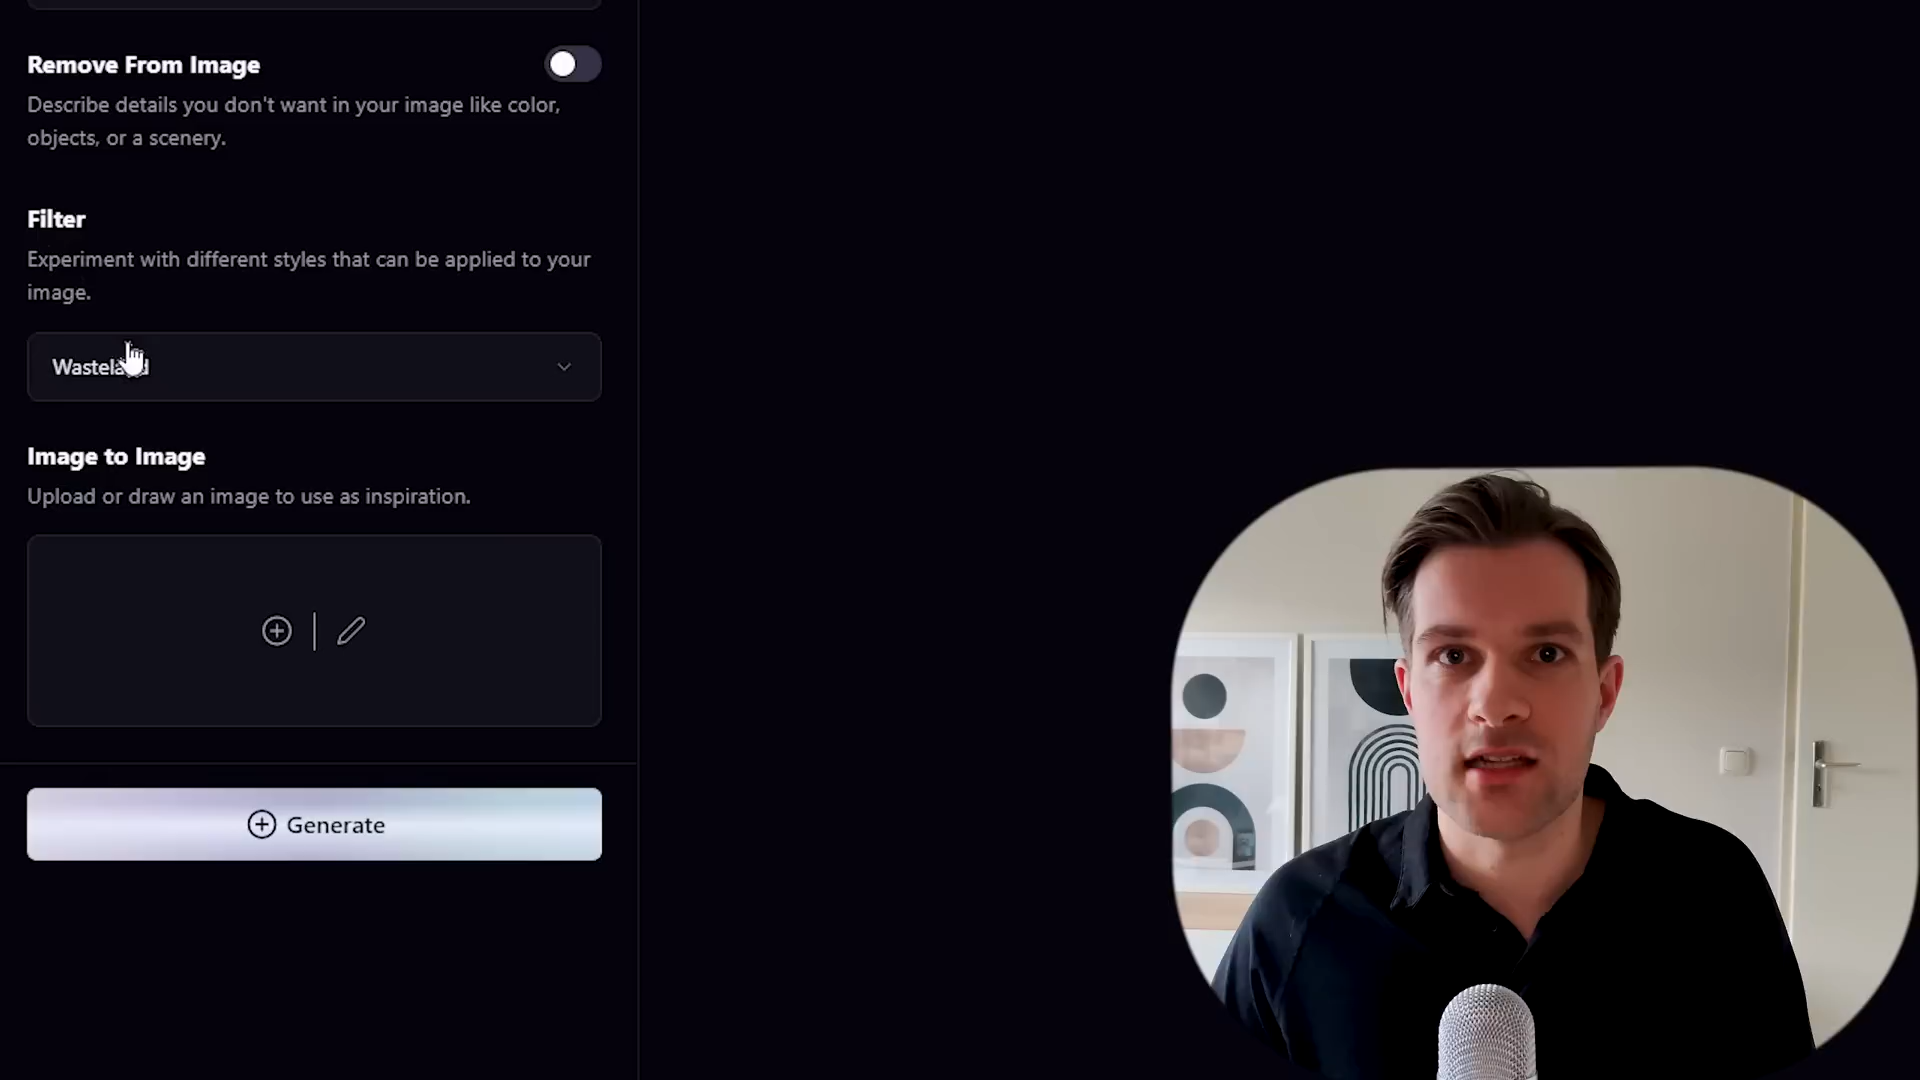 Remove From Image
Describe details you don't want in your image like color,
objects, or a scenery.
Filter
Experiment with different styles that can be applied to your
image.
Wasteland
Image to Image
Upload or draw an image to use as inspiration.
Generate